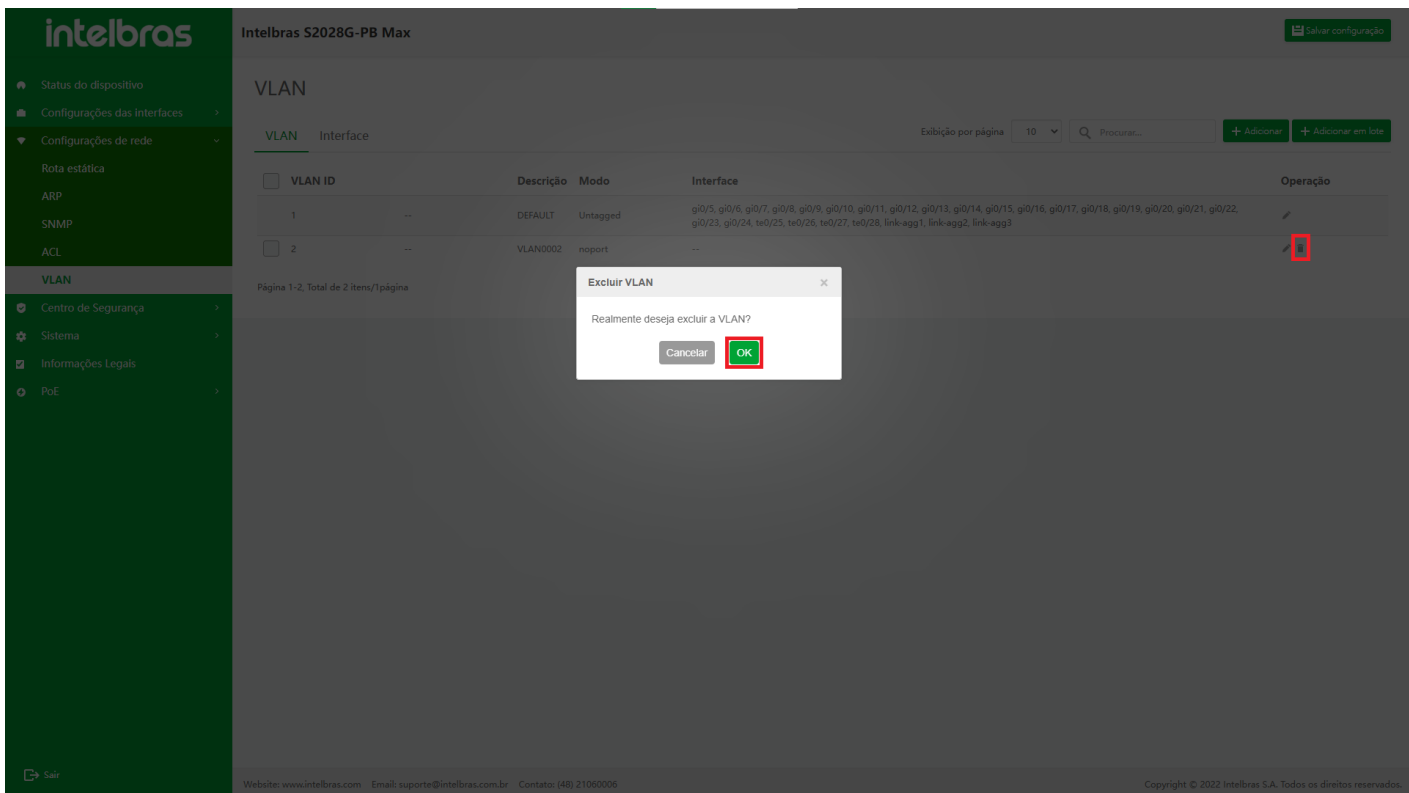 intelbras
Intelbras S2028G-PB Max
Salvar configuração
Status do dispositivo
Configurações das interfaces
Configurações de rede
Rota estática
ARP
SNMP
ACL
VLAN
Centro de Segurança
Sistema
Informações Legais
PoE
Sair
VLAN
VLAN Interface
Exibição por página 10 Procurar... + Adicionar + Adicionar em lote
VLAN ID Descrição Modo Interface Operação
1 -- DEFAULT Untagged gi0/5, gi0/6, gi0/7, gi0/8, gi0/9, gi0/10, gi0/11, gi0/12, gi0/13, gi0/14, gi0/15, gi0/16, gi0/17, gi0/18, gi0/19, gi0/20, gi0/21, gi0/22,
gi0/23, gi0/24, te0/25, te0/26, te0/27, te0/28, link-agg1, link-agg2, link-agg3
2 -- VLAN0002 noport --
Página 1-2, Total de 2 itens/1página
Excluir VLAN ×
Realmente deseja excluir a VLAN?
Cancelar OK
Website: www.intelbras.com Email: suporte@intelbras.com.br Contato: (48) 21060006 Copyright © 2022 Intelbras S.A. Todos os direitos reservados.